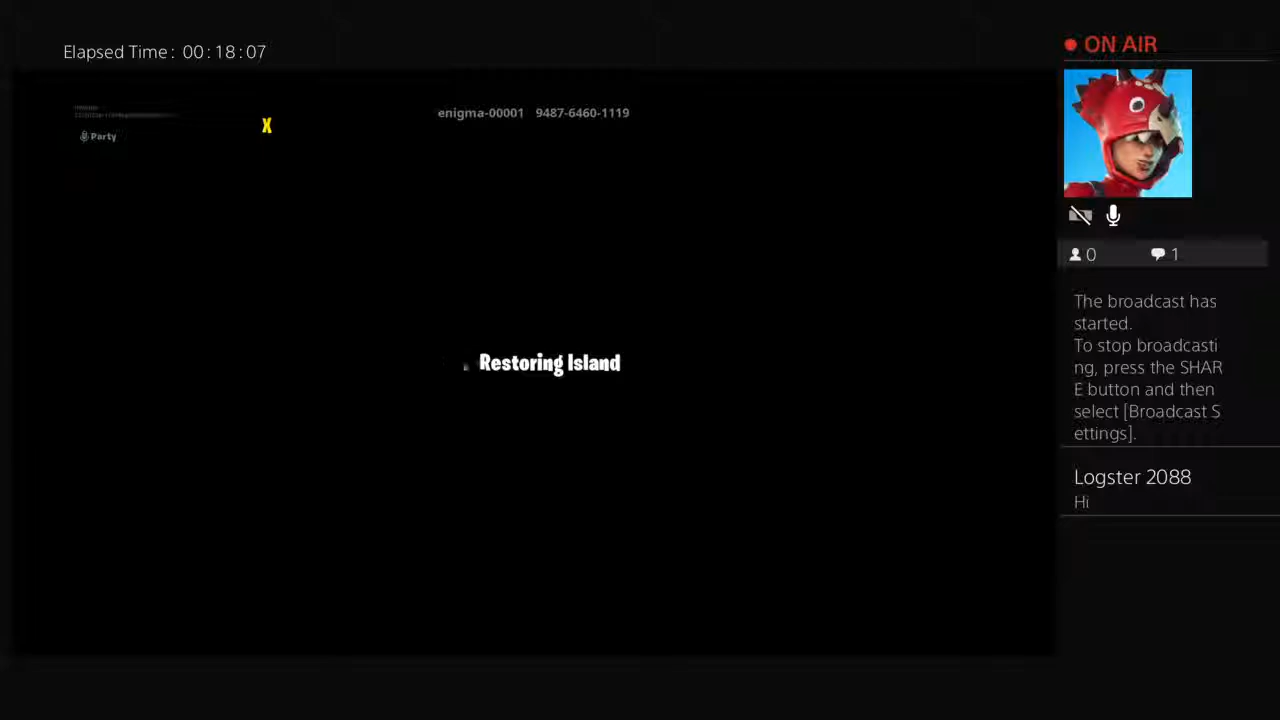 Elapsed Time: 00:18:07
ON AIR
enigma-00001 9487-6460-1119
X
Party
0 1
The broadcast has
started.
To stop broadcasti
ng, press the SHAR
E button and then
select [Broadcast S
ettings].
Restoring Island
Logster 2088
Hi